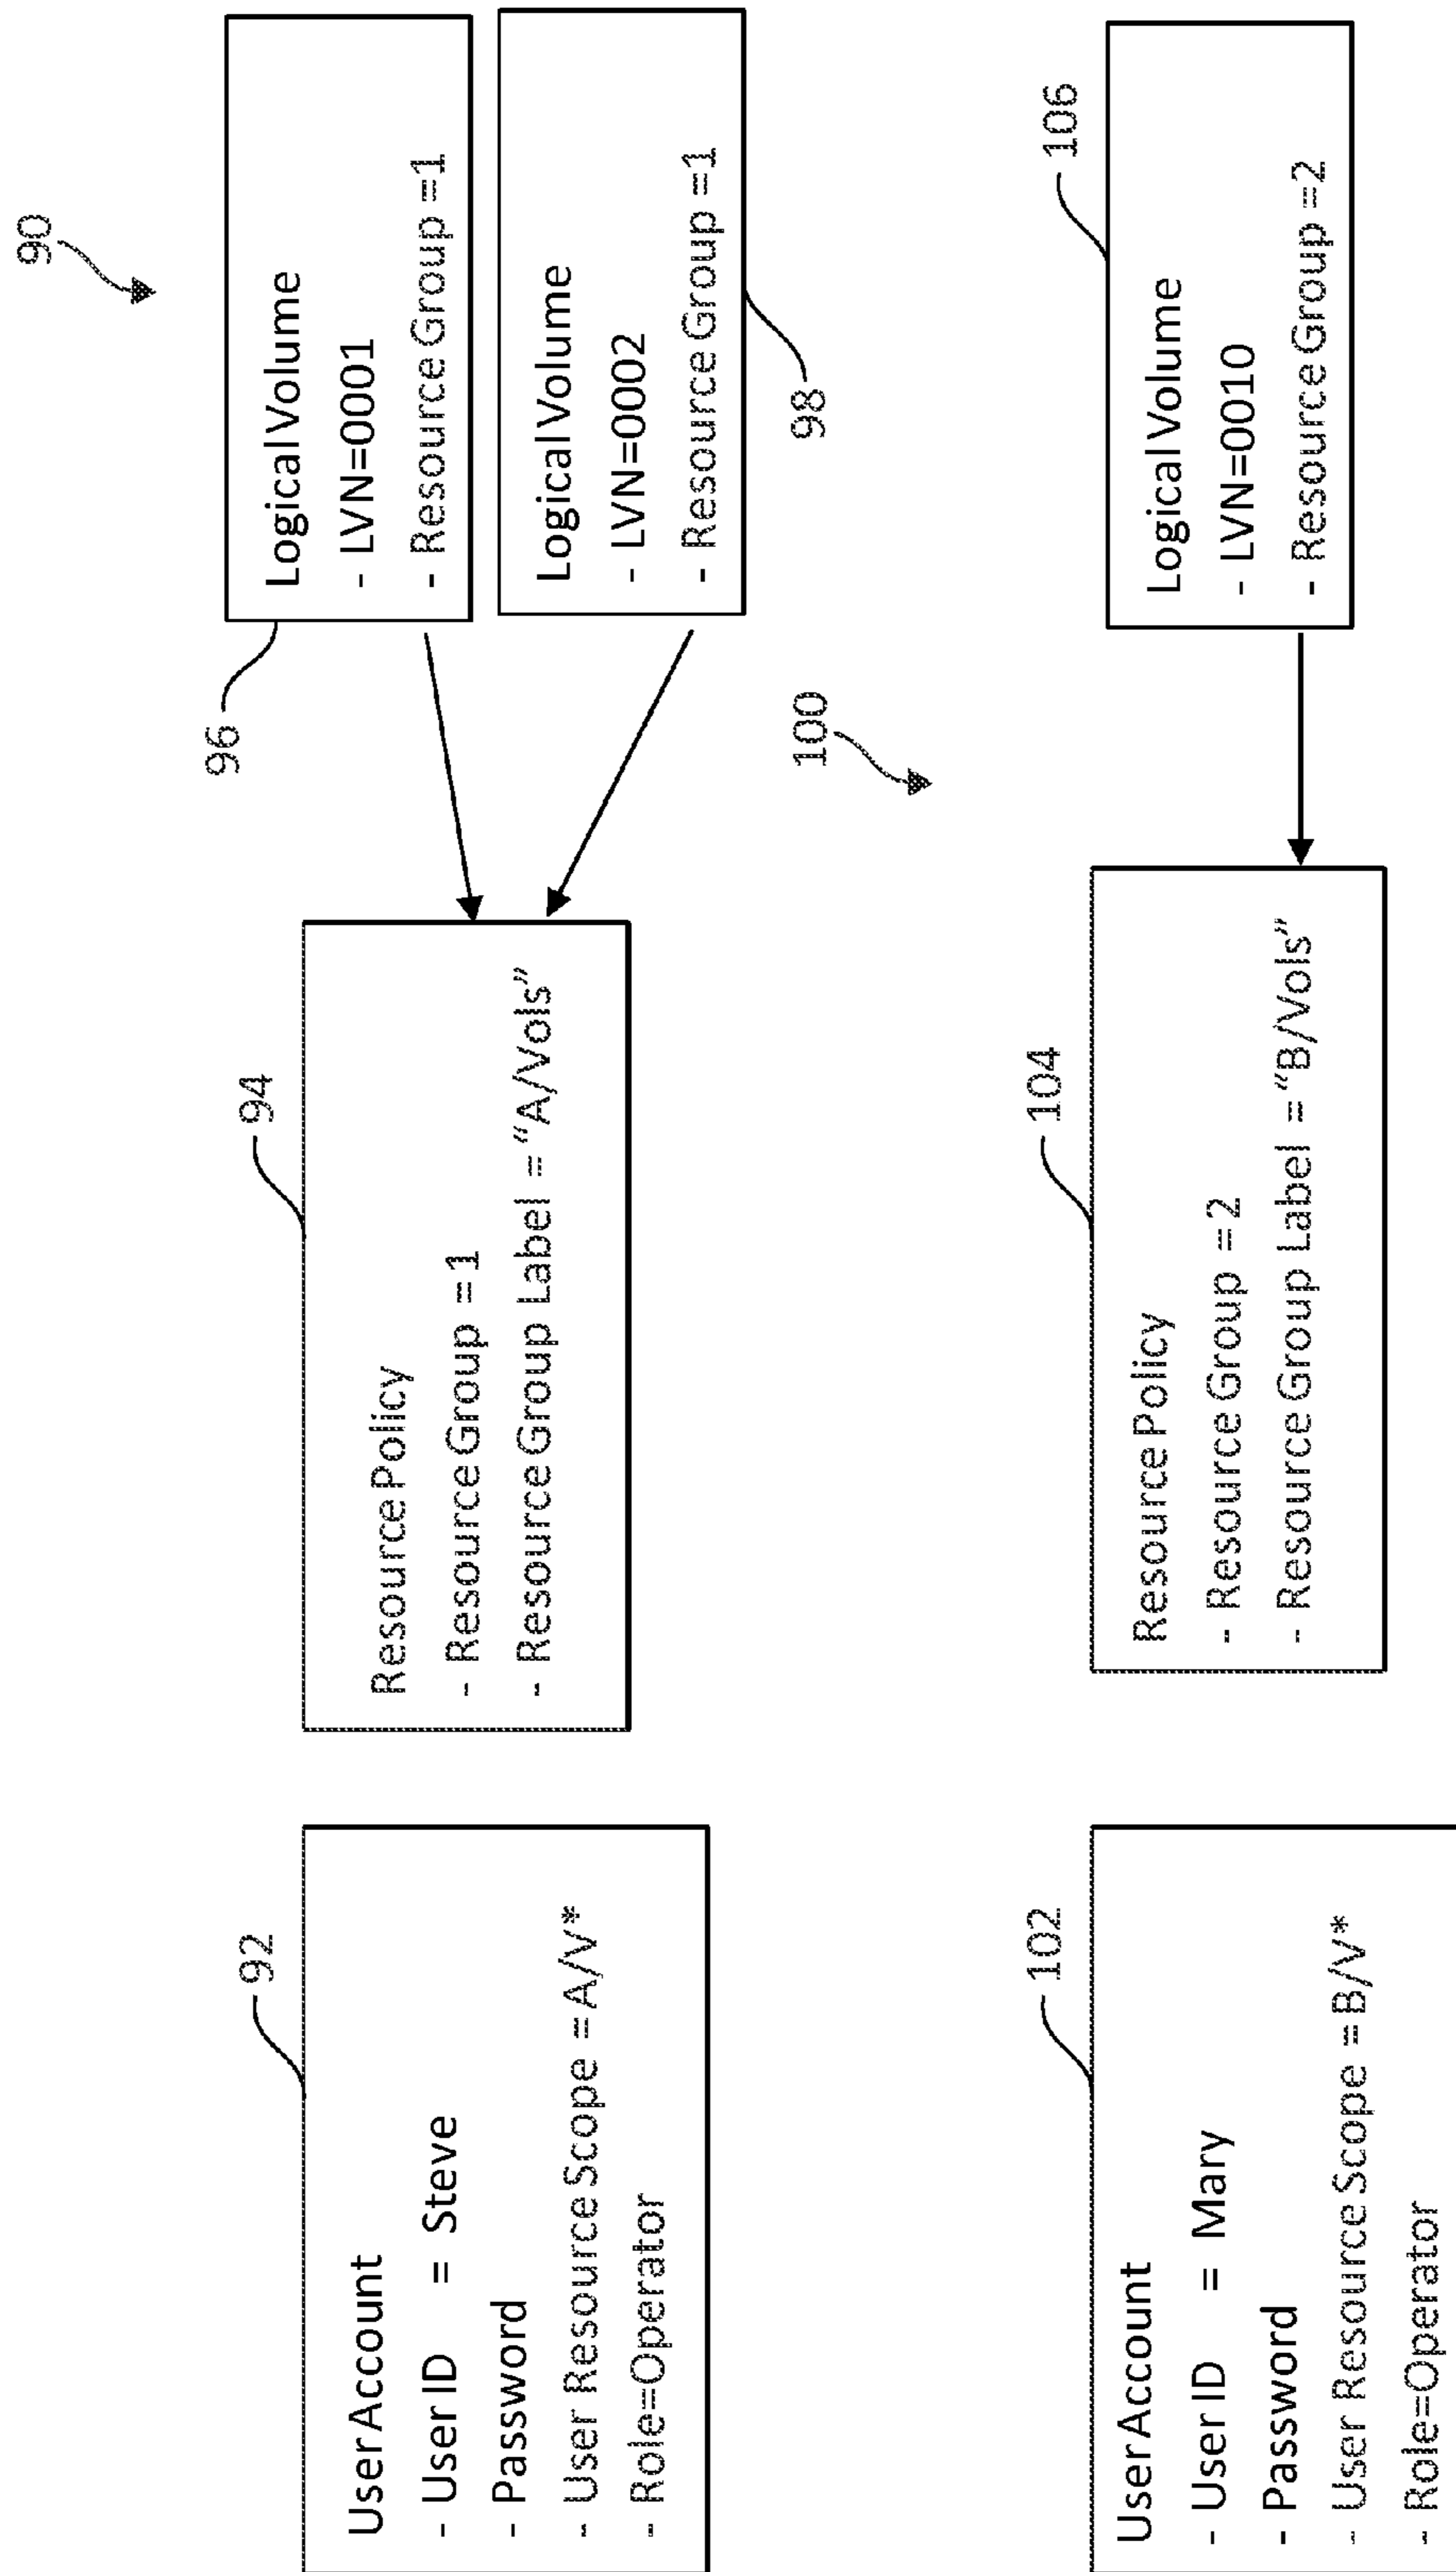 90
92
User Account
- User ID = Steve
- Password
- User Resource Scope = A/V*
- Role=Operator
94
Resource Policy
- Resource Group =1
- Resource Group Label ="A/Vols"
96
Logical Volume
- LVN=0001
- Resource Group =1
Logical Volume
- LVN=0002
- Resource Group =1
98
100
102
User Account
- User ID = Mary
- Password
- User Resource Scope =B/V*
- Role=Operator
104
Resource Policy
- Resource Group =2
- Resource Group Label ="B/Vols"
106
Logical Volume
- LVN=0010
- Resource Group =2